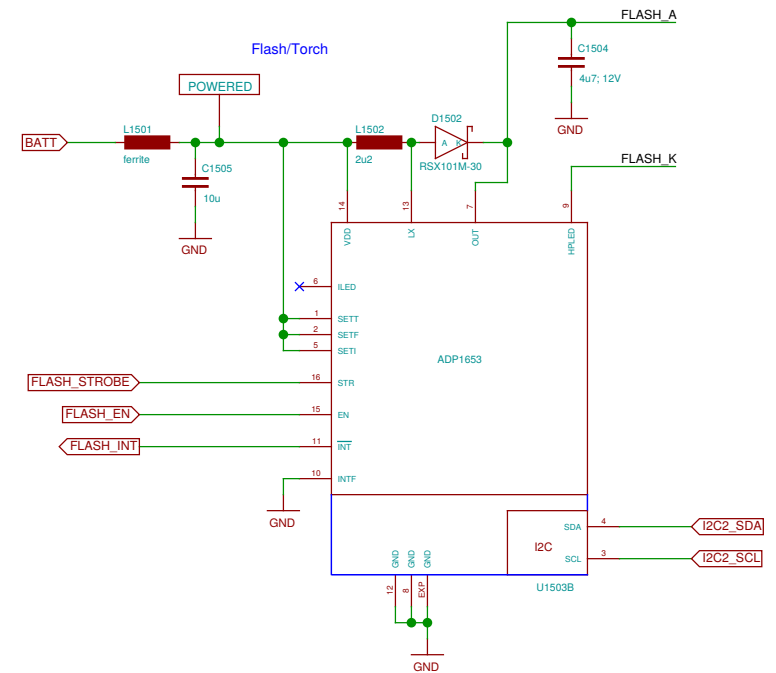 FLASH_A
Flash/Torch
C1504
4u7; 12V
GND
POWERED
BATT
L1501
ferrite
C1505
10u
GND
L1502
2u2
D1502
A K
RSX101M-30
FLASH_K
14
13
7
9
VDD
LX
OUT
HPLED
6
ILED
1
SETT
2
SETF
5
SETI
ADP1653
FLASH_STROBE
16
STR
FLASH_EN
15
EN
FLASH_INT
11
INT
10
INTF
GND
I2C
SDA
4
I2C2_SDA
SCL
3
I2C2_SCL
GND
GND
GND
12
8
EXP
U1503B
GND